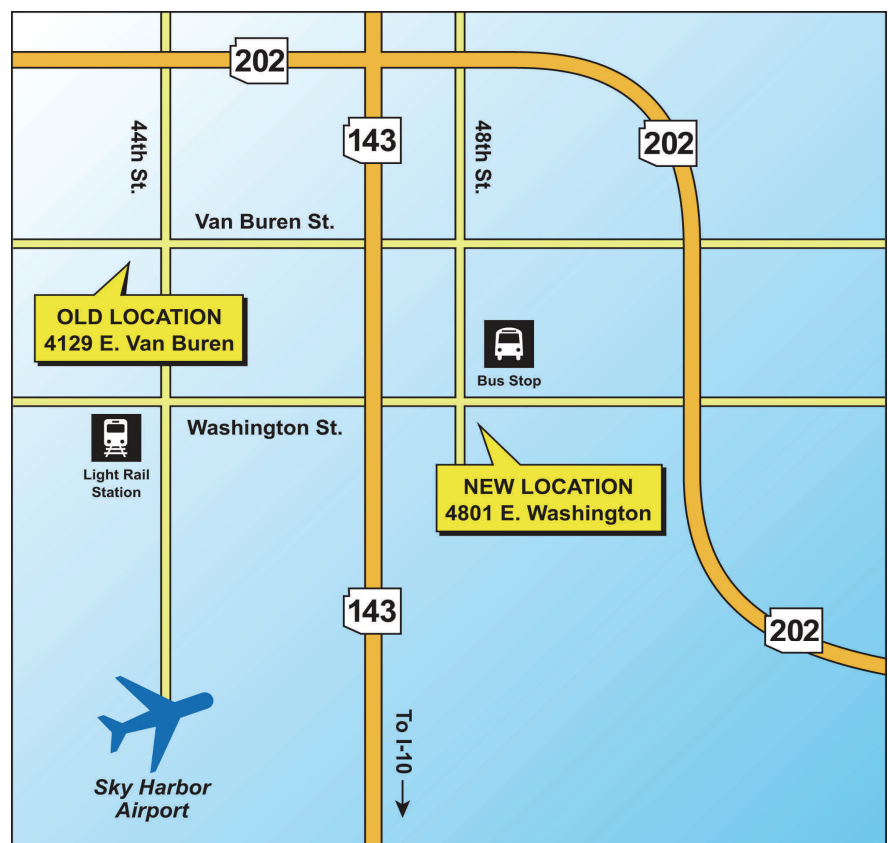 202
44th St.
143
48th St.
202
Van Buren St.
OLD LOCATION
4129 E. Van Buren
Bus Stop
Washington St.
Light Rail
Station
NEW LOCATION
4801 E. Washington
143
202
To I-10
Sky Harbor
Airport